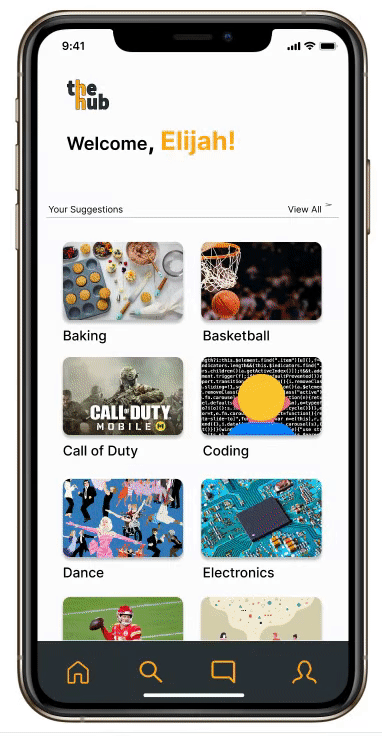 9:41
the
hub
Welcome, Elijah!
Your Suggestions
View All >
Baking
Basketball
CALL OF DUTY
MOBILE
Call of Duty
Coding
Dance
Electronics